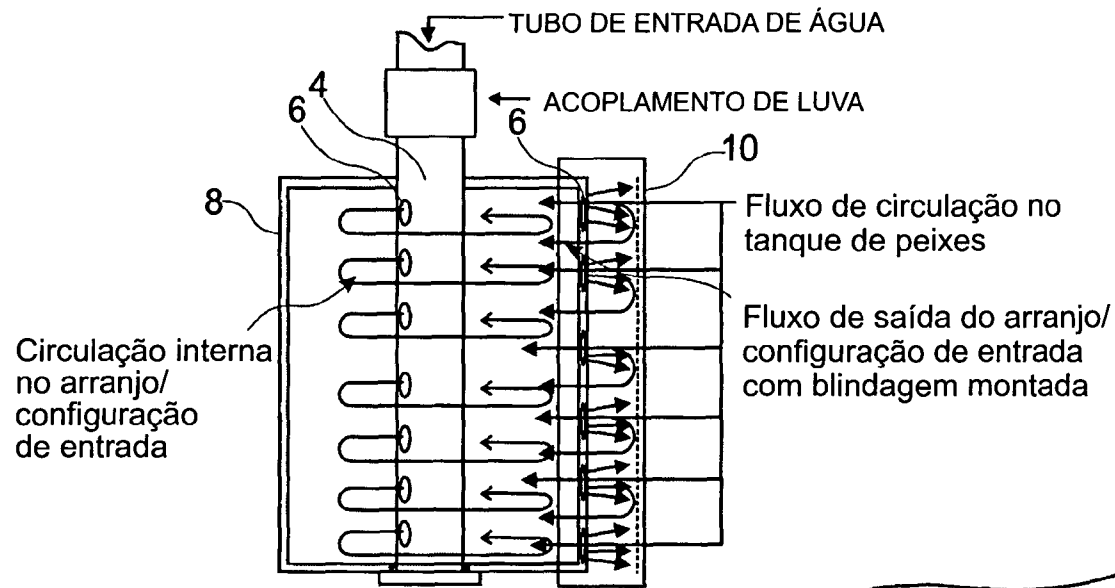 TUBO DE ENTRADA DE ÁGUA
ACOPLAMENTO DE LUVA
4
6
6
10
8
Fluxo de circulação no
tanque de peixes
Fluxo de saída do arranjo/
configuração de entrada
com blindagem montada
Circulação interna
no arranjo/
configuração
de entrada